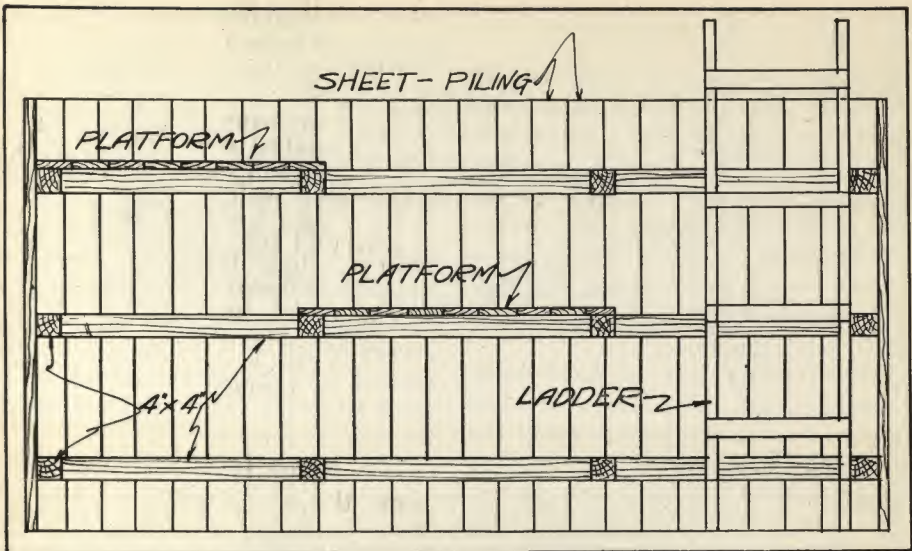 SHEET-PILING
PLATFORM
PLATFORM
4"x4"
LADDER